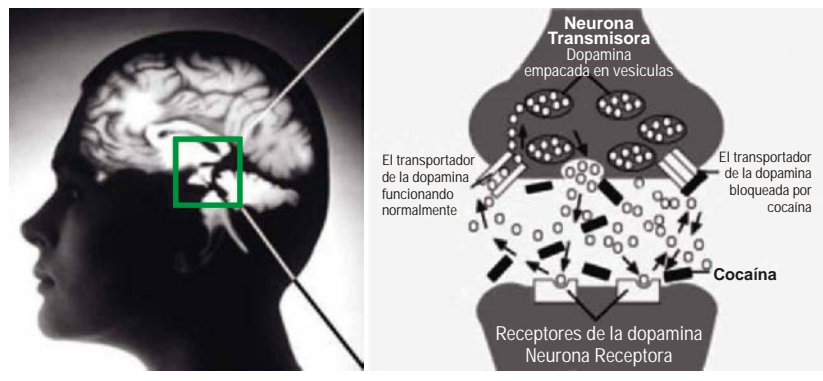 Neurona
Transmisora
Dopamina
empacada en vesiculas
El transportador
de la dopamina
funcionando
normalmente
El transportador
de la dopamina
bloqueada por
cocaína
Cocaína
Receptores de la dopamina
Neurona Receptora